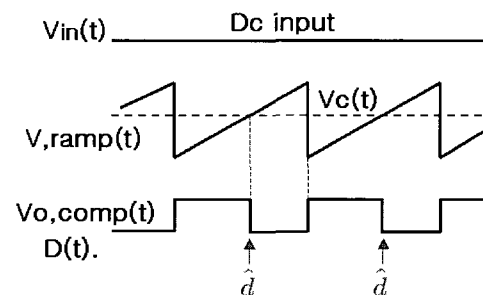 Vin(t)
Dc input
Vc(t)
V,ramp(t)
Vo,comp(t)
D(t).
d̂
d̂